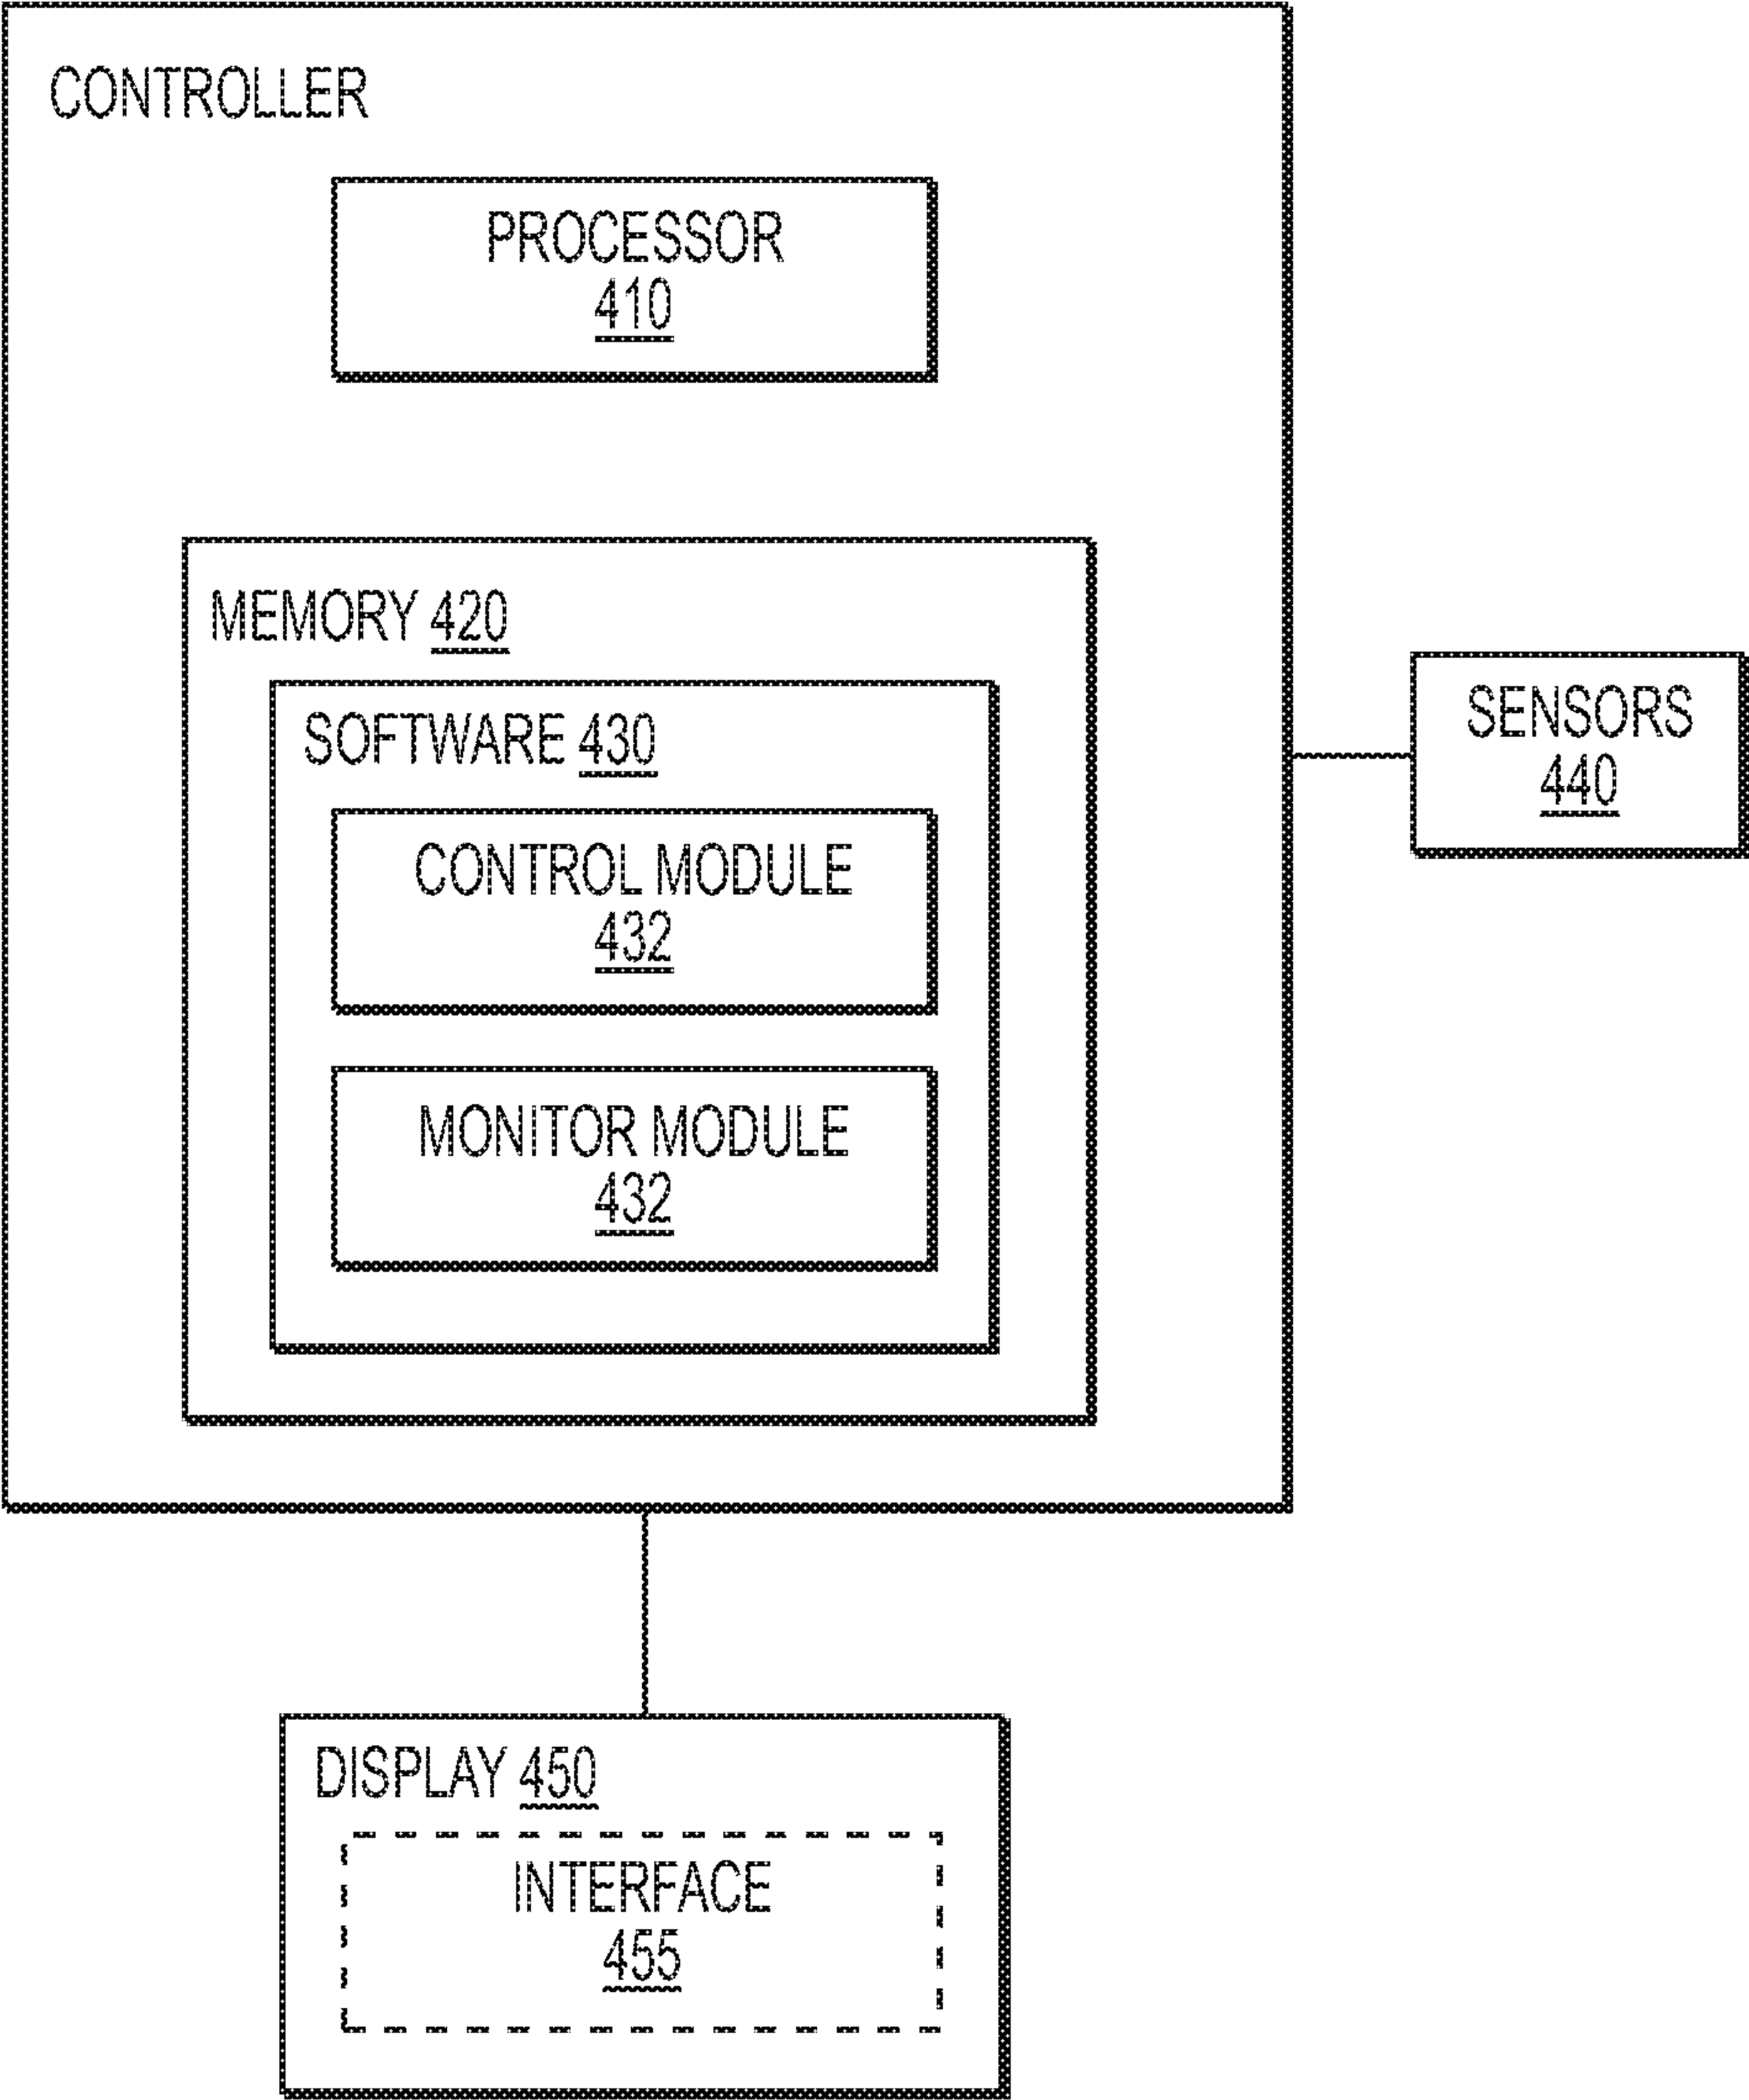 CONTROLLER
PROCESSOR
410
MEMORY 420
SOFTWARE 430
CONTROL MODULE
432
MONITOR MODULE
432
SENSORS
440
DISPLAY 450
INTERFACE
455